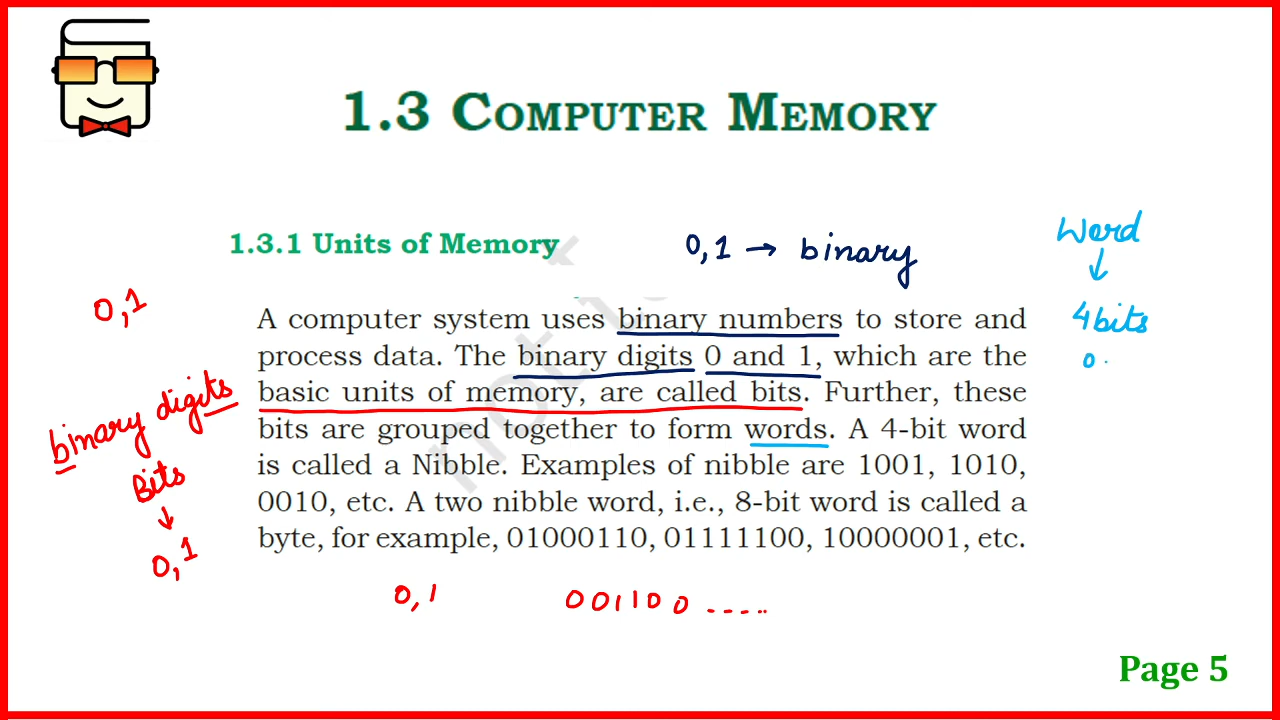 1.3 COMPUTER MEMORY
1.3.1 Units of Memory
0,1 → binary
Word
↓
4bits
0.
0,1
A computer system uses binary numbers to store and
process data. The binary digits 0 and 1, which are the
basic units of memory, are called bits. Further, these
bits are grouped together to form words. A 4-bit word
is called a Nibble. Examples of nibble are 1001, 1010,
0010, etc. A two nibble word, i.e., 8-bit word is called a
byte, for example, 01000110, 01111100, 10000001, etc.
binary digits
Bits
↓
0,1
0,1
001100 .....
Page 5